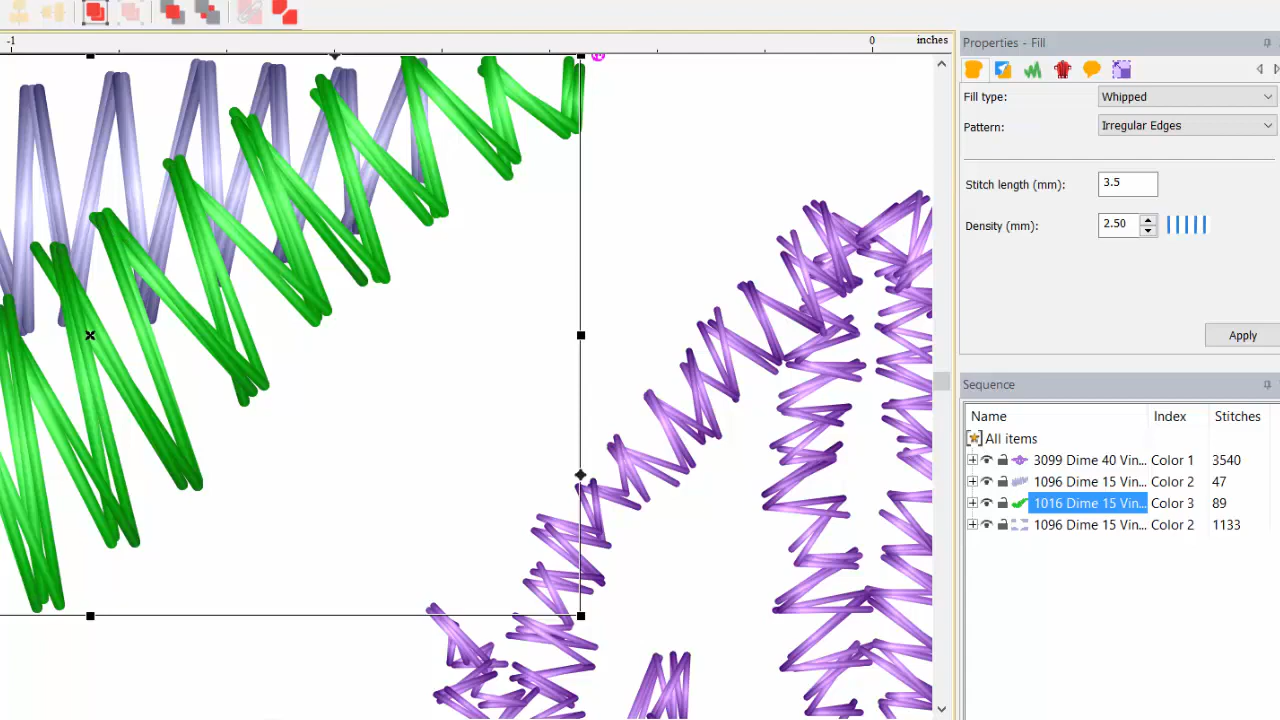 -1 0 inches
Properties - Fill
Fill type: Whipped
Pattern: Irregular Edges
Stitch length (mm): 3.5
Density (mm): 2.50
Apply
Sequence
Name Index Stitches
All items
3099 Dime 40 Vin... Color 1 3540
1096 Dime 15 Vin... Color 2 47
1016 Dime 15 Vin... Color 3 89
1096 Dime 15 Vin... Color 2 1133